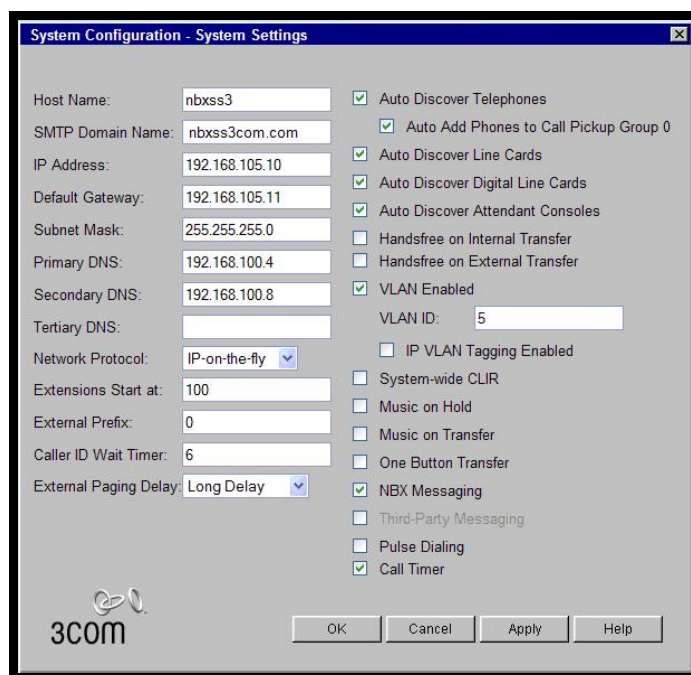 System Configuration - System Settings
Host Name: nbxss3
SMTP Domain Name: nbxss3com.com
IP Address: 192.168.105.10
Default Gateway: 192.168.105.11
Subnet Mask: 255.255.255.0
Primary DNS: 192.168.100.4
Secondary DNS: 192.168.100.8
Tertiary DNS:
Network Protocol: IP-on-the-fly
Extensions Start at: 100
External Prefix: 0
Caller ID Wait Timer: 6
External Paging Delay: Long Delay
Auto Discover Telephones
Auto Add Phones to Call Pickup Group 0
Auto Discover Line Cards
Auto Discover Digital Line Cards
Auto Discover Attendant Consoles
Handsfree on Internal Transfer
Handsfree on External Transfer
VLAN Enabled
VLAN ID: 5
IP VLAN Tagging Enabled
System-wide CLIR
Music on Hold
Music on Transfer
One Button Transfer
NBX Messaging
Third-Party Messaging
Pulse Dialing
Call Timer
3COM
OK Cancel Apply Help